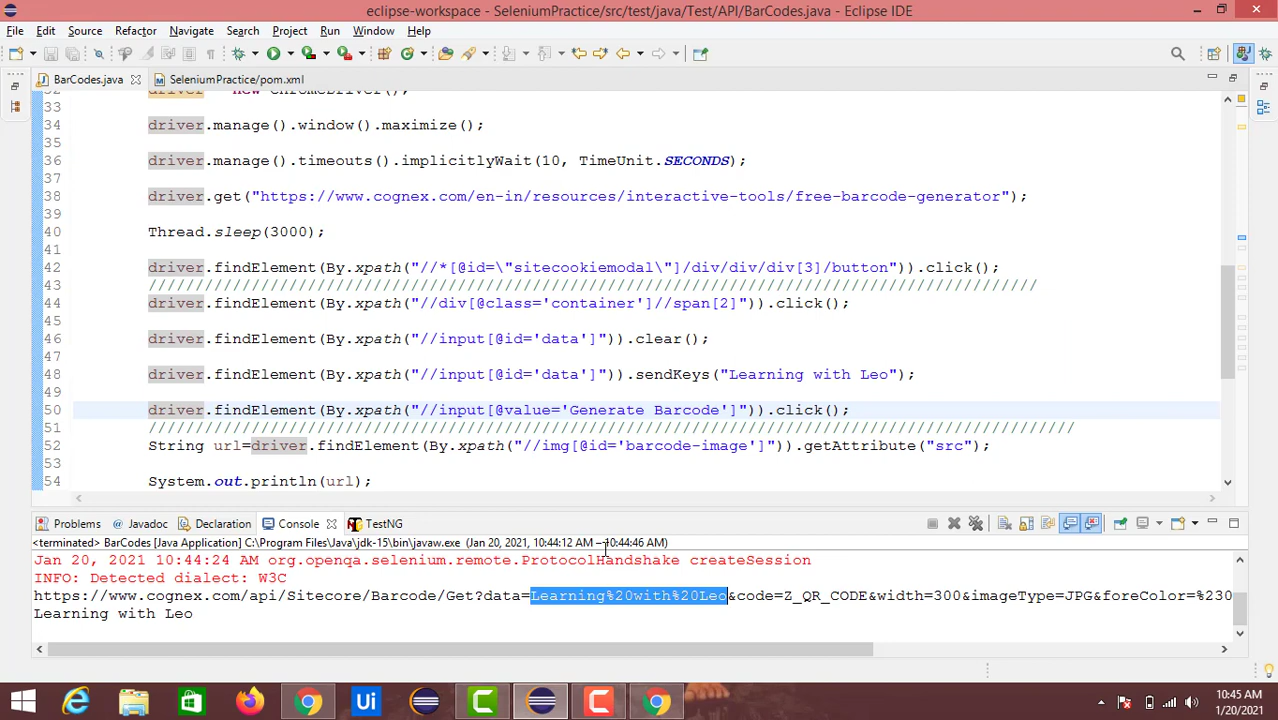 eclipse-workspace - SeleniumPractice/src/test/java/Test/API/BarCodes.java - Eclipse IDE
File Edit Source Refactor Navigate Search Project Run Window Help
BarCodes.java SeleniumPractice/pom.xml
32 driver = new ChromeDriver();
33
34 driver.manage().window().maximize();
35
36 driver.manage().timeouts().implicitlyWait(10, TimeUnit.SECONDS);
37
38 driver.get("https://www.cognex.com/en-in/resources/interactive-tools/free-barcode-generator");
39
40 Thread.sleep(3000);
41
42 driver.findElement(By.xpath("//*[@id=\"sitecookiemodal\"]/div/div/div[3]/button")).click();
43 ///////////////////////////////////////////////////////////////////////////////////////////////
44 driver.findElement(By.xpath("//div[@class='container']//span[2]")).click();
45
46 driver.findElement(By.xpath("//input[@id='data']")).clear();
47
48 driver.findElement(By.xpath("//input[@id='data']")).sendKeys("Learning with Leo");
49
50 driver.findElement(By.xpath("//input[@value='Generate Barcode']")).click();
51 ///////////////////////////////////////////////////////////////////////////////////////////////////
52 String url=driver.findElement(By.xpath("//img[@id='barcode-image']")).getAttribute("src");
53
54 System.out.println(url);
Problems Javadoc Declaration Console TestNG
<terminated> BarCodes [Java Application] C:\Program Files\Java\jdk-15\bin\javaw.exe (Jan 20, 2021, 10:44:12 AM – 10:44:46 AM)
Jan 20, 2021 10:44:24 AM org.openqa.selenium.remote.ProtocolHandshake createSession
INFO: Detected dialect: W3C
https://www.cognex.com/api/Sitecore/Barcode/Get?data=Learning%20with%20Leo&code=Z_QR_CODE&width=300&imageType=JPG&foreColor=%230
Learning with Leo
Ui
10:45 AM
1/20/2021